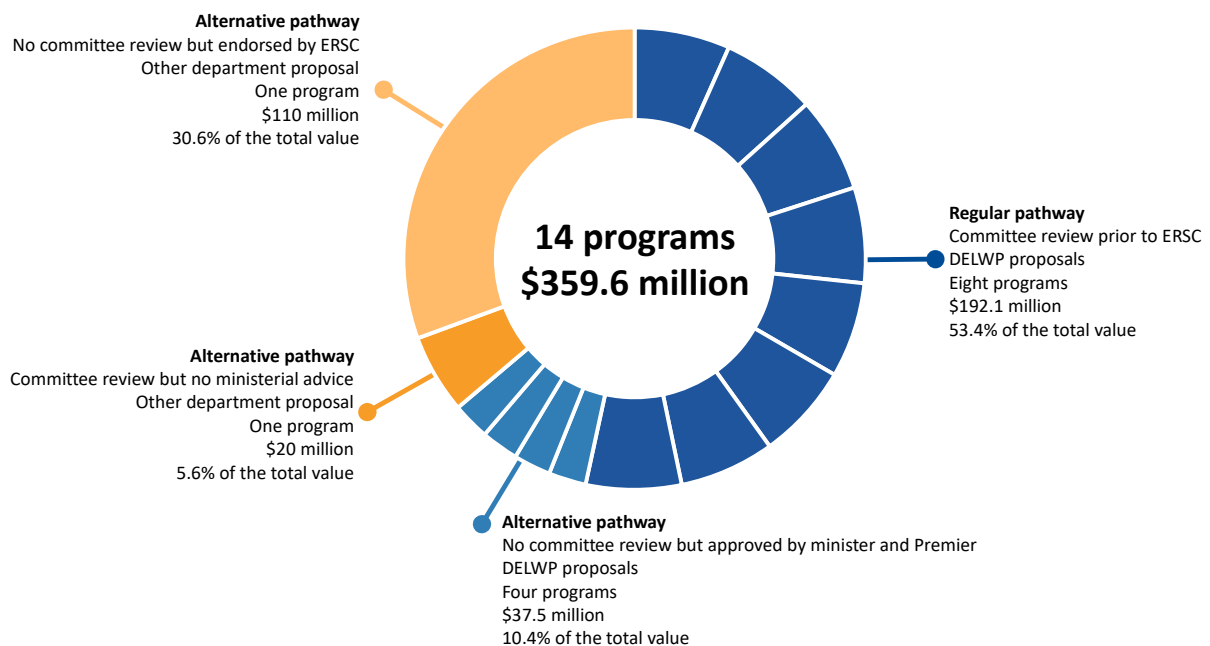 Alternative pathway
No committee review but endorsed by ERSC
Other department proposal
One program
$110 million
30.6% of the total value
14 programs
$359.6 million
Regular pathway
Committee review prior to ERSC
DELWP proposals
Eight programs
$192.1 million
53.4% of the total value
Alternative pathway
Committee review but no ministerial advice
Other department proposal
One program
$20 million
5.6% of the total value
Alternative pathway
No committee review but approved by minister and Premier
DELWP proposals
Four programs
$37.5 million
10.4% of the total value